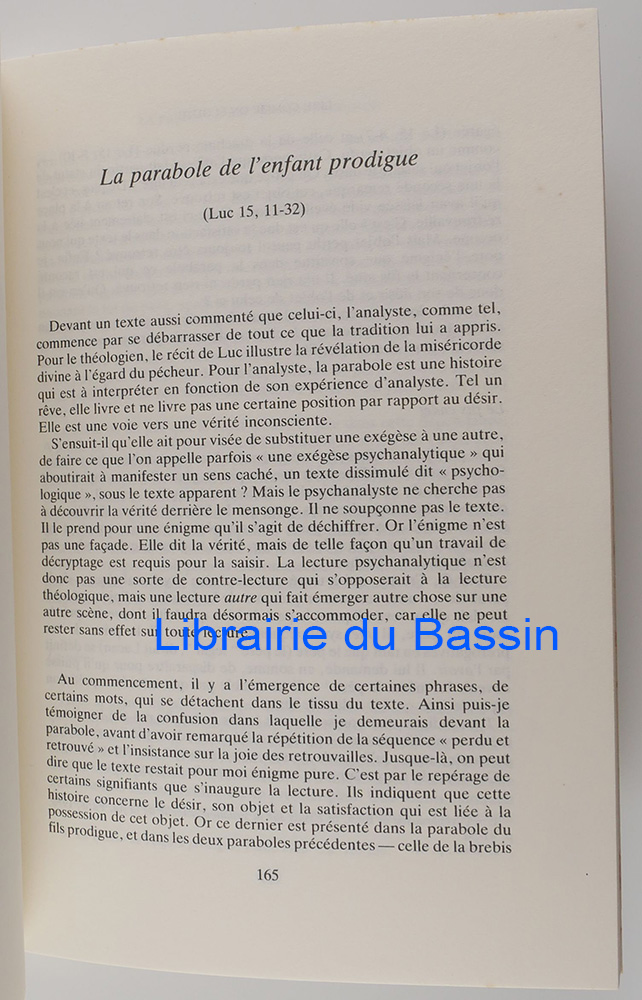 La parabole de l'enfant prodigue
(Luc 15, 11-32)
Devant un texte aussi commenté que celui-ci, l'analyste, comme tel,
commence par se débarrasser de tout ce que la tradition lui a appris.
Pour le théologien, le récit de Luc illustre la révélation de la miséricorde
divine à l'égard du pécheur. Pour l'analyste, la parabole est une histoire
qui est à interpréter en fonction de son expérience d'analyste. Tel un
rêve, elle livre et ne livre pas une certaine position par rapport au désir.
Elle est une voie vers une vérité inconsciente.
S'ensuit-il qu'elle ait pour visée de substituer une exégèse à une autre,
de faire ce que l'on appelle parfois « une exégèse psychanalytique » qui
aboutirait à manifester un sens caché, un texte dissimulé dit « psycho-
logique », sous le texte apparent ? Mais le psychanalyste ne cherche pas
à découvrir la vérité derrière le mensonge. Il ne soupçonne pas le texte.
Il le prend pour une énigme qu'il s'agit de déchiffrer. Or l'énigme n'est
pas une façade. Elle dit la vérité, mais de telle façon qu'un travail de
décryptage est requis pour la saisir. La lecture psychanalytique n'est
donc pas une sorte de contre-lecture qui s'opposerait à la lecture
théologique, mais une lecture autre qui fait émerger autre chose sur une
autre scène, dont il faudra désormais s'accommoder, car elle ne peut
rester sans effet sur toute lecture.
Librairie du Bassin
Au commencement, il y a l'émergence de certaines phrases, de
certains mots, qui se détachent dans le tissu du texte. Ainsi puis-je
témoigner de la confusion dans laquelle je demeurais devant la
parabole, avant d'avoir remarqué la répétition de la séquence « perdu et
retrouvé » et l'insistance sur la joie des retrouvailles. Jusque-là, on peut
dire que le texte restait pour moi énigme pure. C'est par le repérage de
certains signifiants que s'inaugure la lecture. Ils indiquent que cette
histoire concerne le désir, son objet et la satisfaction qui est liée à la
possession de cet objet. Or ce dernier est présenté dans la parabole du
fils prodigue, et dans les deux paraboles précédentes — celle de la brebis
165